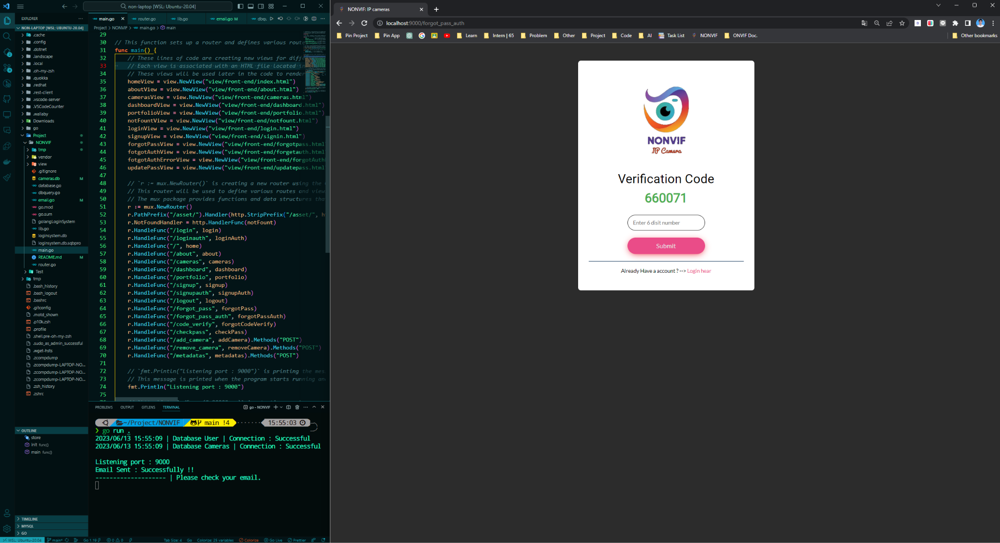 non-laptop [WSL: Ubuntu-20.04]
EXPLORER
NON-LAPTOP [WSL: UBUNTU-20.04]
.cache
.config
.dotnet
.landscape
.local
.oh-my-zsh
.quokka
.redhat
.rest-client
.vscode-server
.VSCodeCounter
.wallaby
Downloads
go
Project
NONVIF
tmp
vendor
view
.gitignore
cameras.db M
database.go
dbquery.go
email.go M
go.mod
go.sum
golangLoginSystem
lib.go
loginsystem.db
loginsystem.db.sqbpro
main.go
README.md M
router.go
Test
tmp
.bash_history
.bash_logout
.bashrc
.gitconfig
.motd_shown
.p10k.zsh
.profile
.shell.pre-oh-my-zsh
.sudo_as_admin_successful
.wget-hsts
.zcompdump
.zcompdump-LAPTOP-NO...
.zcompdump-LAPTOP-NO...
.zcompdump-LAPTOP-NO...
.zsh_history
.zshrc
OUTLINE
store
init func()
main func()
TIMELINE
MYSQL
GO
main.go router.go lib.go email.go M dbqu
Project > NONVIF > main.go > main
29
30 // This function sets up a router and defines various rout
31 func main() {
32 // These lines of code are creating new views for diff
33 // Each view is associated with an HTML file located i
34 // These views will be used later in the code to render
35 homeView = view.NewView("view/front-end/index.html")
36 aboutView = view.NewView("view/front-end/about.html")
37 camerasView = view.NewView("view/front-end/cameras.html")
38 dashboardView = view.NewView("view/front-end/dashboard.html")
39 portfolioView = view.NewView("view/front-end/portfolio.html")
40 notFountView = view.NewView("view/front-end/notfount.html")
41 loginView = view.NewView("view/front-end/login.html")
42 signupView = view.NewView("view/front-end/signin.html")
43 forgotPassView = view.NewView("view/front-end/forgotpass.html
44 fotgotAuthView = view.NewView("view/front-end/forgetauth.html
45 fotgotAuthErrorView = view.NewView("view/front-end/forgotAuth
46 updatePassView = view.NewView("view/front-end/updatepass.html
47
48 // `r := mux.NewRouter()` is creating a new router using the
49 // This router will be used to define various routes and view
50 // The mux package provides functions and data structures tha
51 r := mux.NewRouter()
52 r.PathPrefix("/asset/").Handler(http.StripPrefix("/asset/", h
53 r.NotFoundHandler = http.HandlerFunc(notFount)
54 r.HandleFunc("/login", login)
55 r.HandleFunc("/loginauth", loginAuth)
56 r.HandleFunc("/", home)
57 r.HandleFunc("/about", about)
58 r.HandleFunc("/cameras", cameras)
59 r.HandleFunc("/dashboard", dashboard)
60 r.HandleFunc("/portfolio", portfolio)
61 r.HandleFunc("/signup", signup)
62 r.HandleFunc("/signupauth", signupAuth)
63 r.HandleFunc("/logout", logout)
64 r.HandleFunc("/forgot_pass", forgotPass)
65 r.HandleFunc("/forgot_pass_auth", forgotPassAuth)
66 r.HandleFunc("/code_verify", forgotCodeVerify)
67 r.HandleFunc("/checkpass", checkPass)
68 r.HandleFunc("/add_camera", addCamera).Methods("POST")
69 r.HandleFunc("/remove_camera", removeCamera).Methods("POST")
70 r.HandleFunc("/metadatas", metadatas).Methods("POST")
71
72 // `fmt.Println("Listening port : 9000")` is printing the mes
73 // This message is printed when the program starts running an
74 fmt.Println("Listening port : 9000")
75
PROBLEMS OUTPUT GITLENS TERMINAL go - NONVIF
~/Project/NONVIF main !4 15:55:03
❯ go run .
2023/06/13 15:55:09 | Database User | Connection : Successful
2023/06/13 15:55:09 | Database Cameras | Connection : Successful
Listening port : 9000
Email Sent : Successfully !!
-------------------- | Please check your email.
WSL: Ubuntu-20.04 main* Go 1.19 0 0 Tab Size: 4 Go Colorize: 25 variables Colorize Go Live Prettier
NONVIF: IP cameras
localhost:9000/forgot_pass_auth
Pin Project Pin App Learn Intern | 65 Problem Other Project Code AI Task List NONVIF ONVIF Doc. Other bookmarks
NONVIF
IP Camera
Verification Code
660071
Enter 6 disit number
Submit
Already Have a account ? --> Login hear